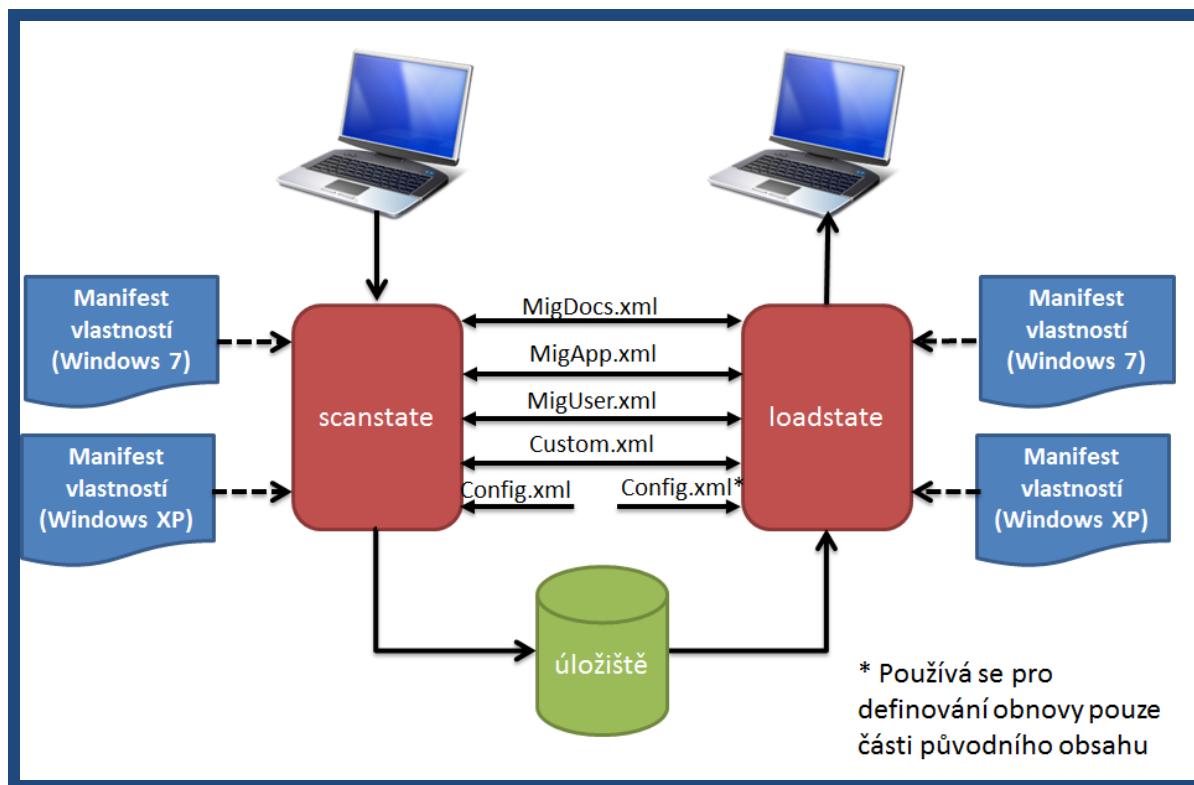 Manifest
vlastností
(Windows 7)
Manifest
vlastností
(Windows XP)
scanstate
MigDocs.xml
MigApp.xml
MigUser.xml
Custom.xml
Config.xml
Config.xml*
loadstate
Manifest
vlastností
(Windows 7)
Manifest
vlastností
(Windows XP)
úložiště
* Používá se pro
definování obnovy pouze
části původního obsahu